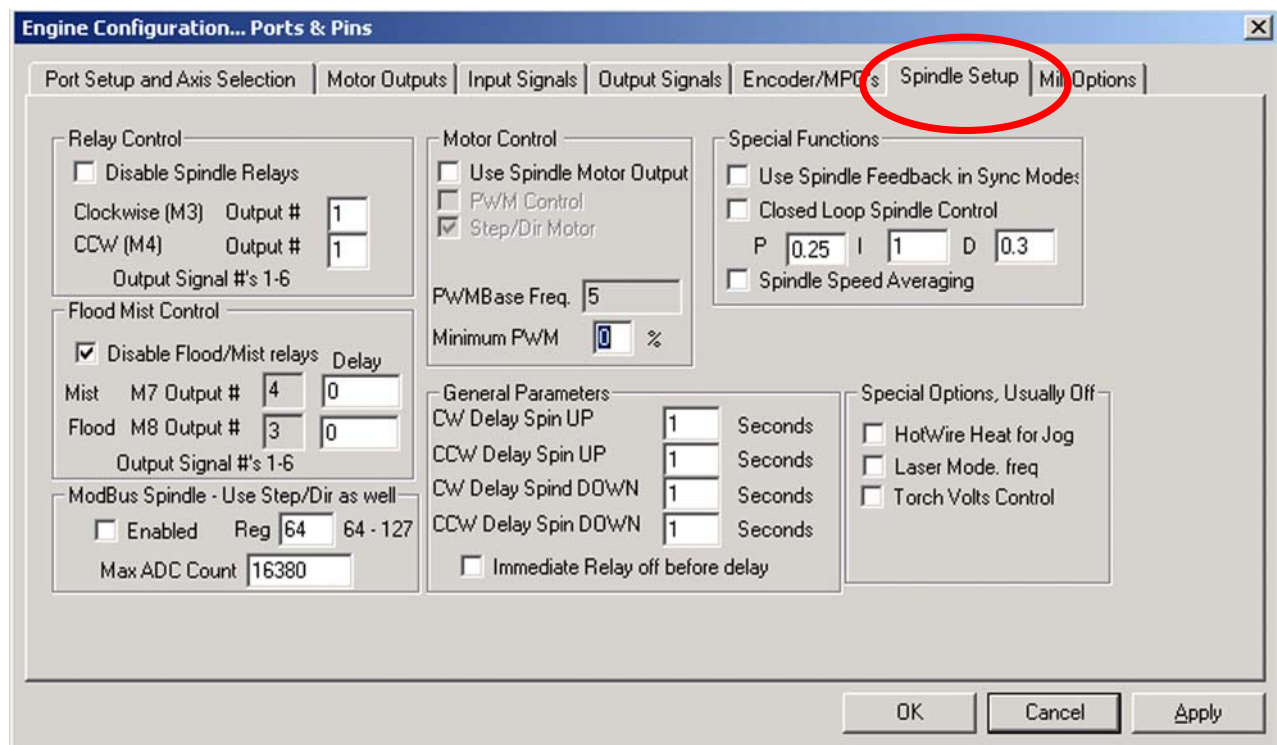 Engine Configuration... Ports & Pins
Port Setup and Axis Selection
Motor Outputs
Input Signals
Output Signals
Encoder/MPG's
Spindle Setup
Mill Options
Relay Control
Disable Spindle Relays
Clockwise (M3) Output # 1
CCW (M4) Output # 1
Output Signal #'s 1-6
Flood Mist Control
Disable Flood/Mist relays Delay
Mist M7 Output # 4 0
Flood M8 Output # 3 0
Output Signal #'s 1-6
ModBus Spindle - Use Step/Dir as well
Enabled Reg 64 64 - 127
Max ADC Count 16380
Motor Control
Use Spindle Motor Output
PWM Control
Step/Dir Motor
PWMBase Freq. 5
Minimum PWM 0 %
General Parameters
CW Delay Spin UP 1 Seconds
CCW Delay Spin UP 1 Seconds
CW Delay Spind DOWN 1 Seconds
CCW Delay Spin DOWN 1 Seconds
Immediate Relay off before delay
Special Functions
Use Spindle Feedback in Sync Modes
Closed Loop Spindle Control
P 0.25 I 1 D 0.3
Spindle Speed Averaging
Special Options, Usually Off
HotWire Heat for Jog
Laser Mode. freq
Torch Volts Control
OK
Cancel
Apply